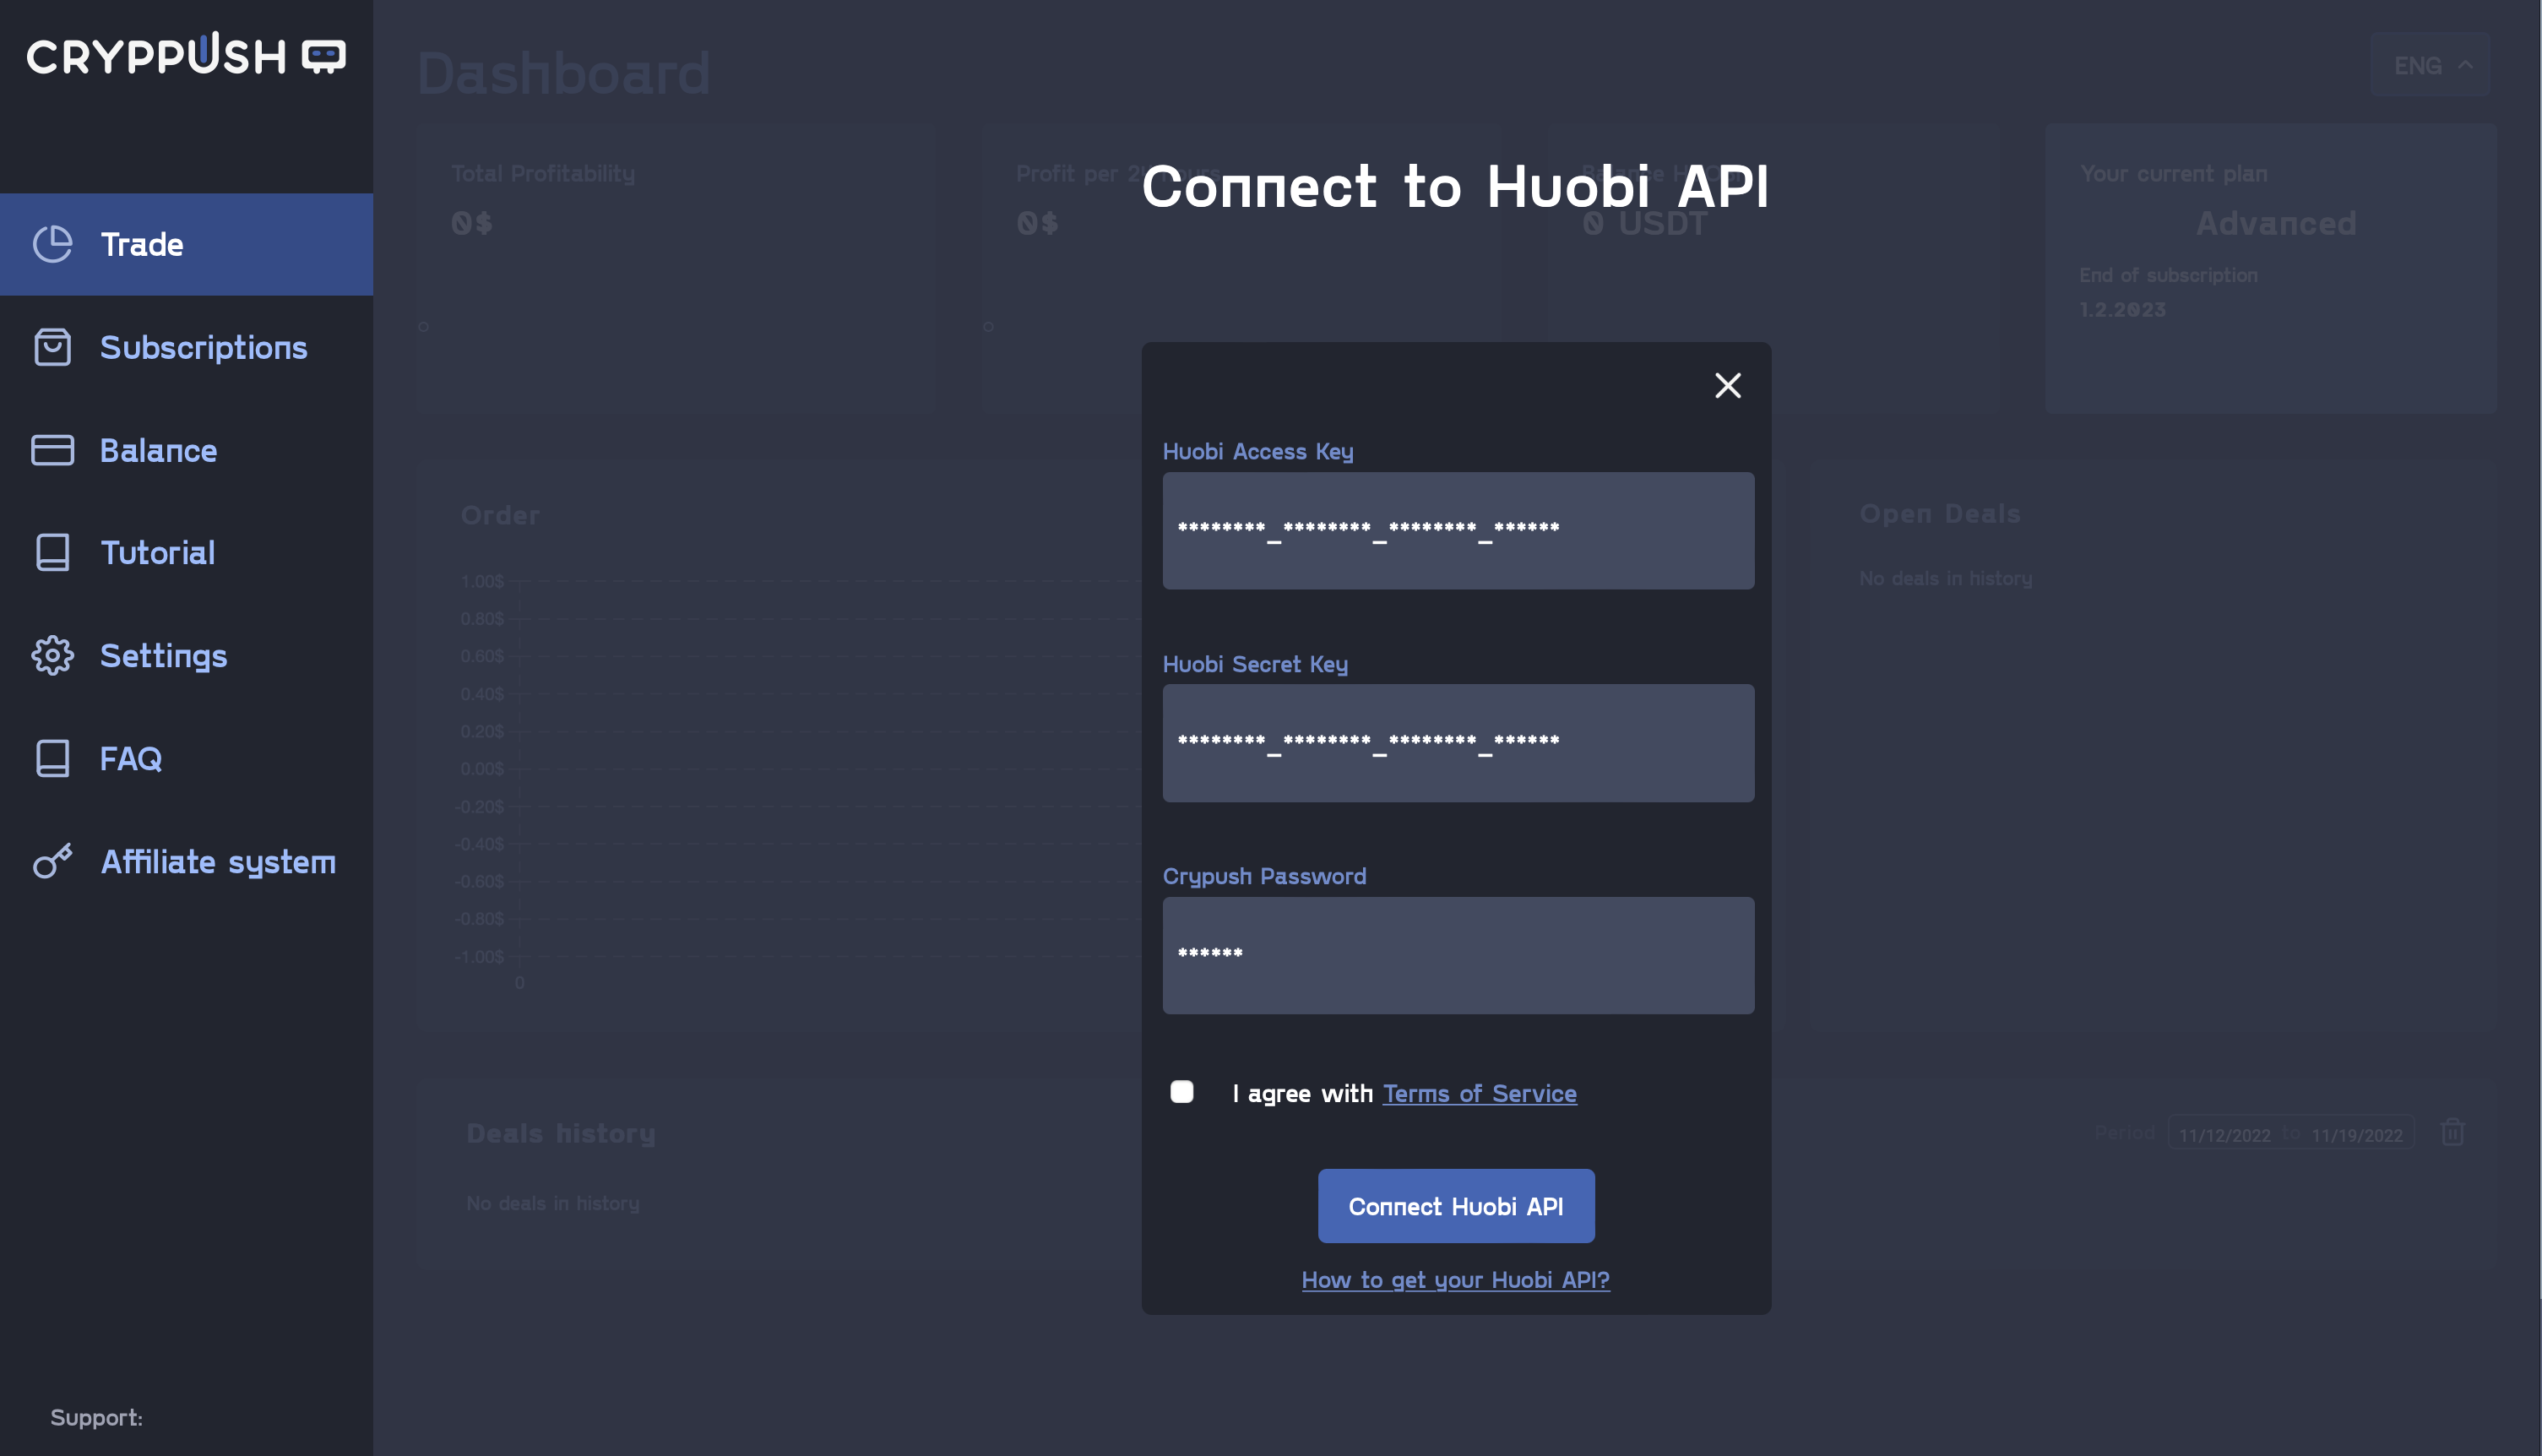 CRYPPUSH
Trade
Subscriptions
Balance
Tutorial
Settings
FAQ
Affiliate system
Support:
Dashboard
ENG
Total Profitability
0$
Profit per 24 hours
0$
0 USDT
Your current plan
Advanced
End of subscription
1.2.2023
Connect to Huobi API
Huobi Access Key
********_********_********_******
Huobi Secret Key
********_********_********_******
Crypush Password
******
I agree with Terms of Service
Connect Huobi API
How to get your Huobi API?
Order
1.00$
0.80$
0.60$
0.40$
0.20$
0.00$
-0.20$
-0.40$
-0.60$
-0.80$
-1.00$
0
Open Deals
No deals in history
Deals history
Period 11/12/2022 to 11/19/2022
No deals in history